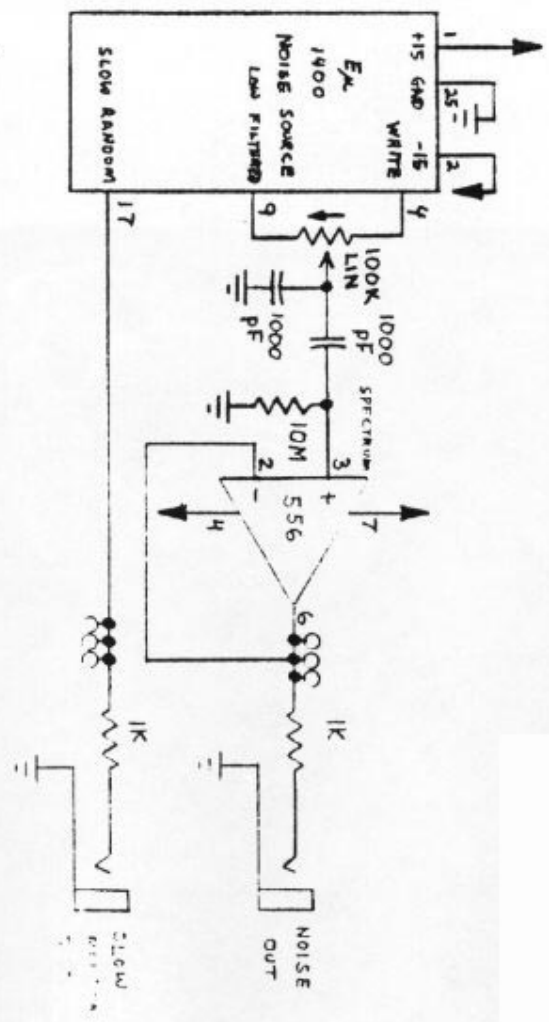 +15 GND -15
1
25
2
Eμ
1400
NOISE SOURCE
WHITE
LOW FILTERED
SLOW RANDOM
4
9
17
100K
LIN
1000
pF
1000
pF
10M
SPECTRUM
3
2
+
-
556
7
4
6
1K
1K
NOISE
OUT
SLOW